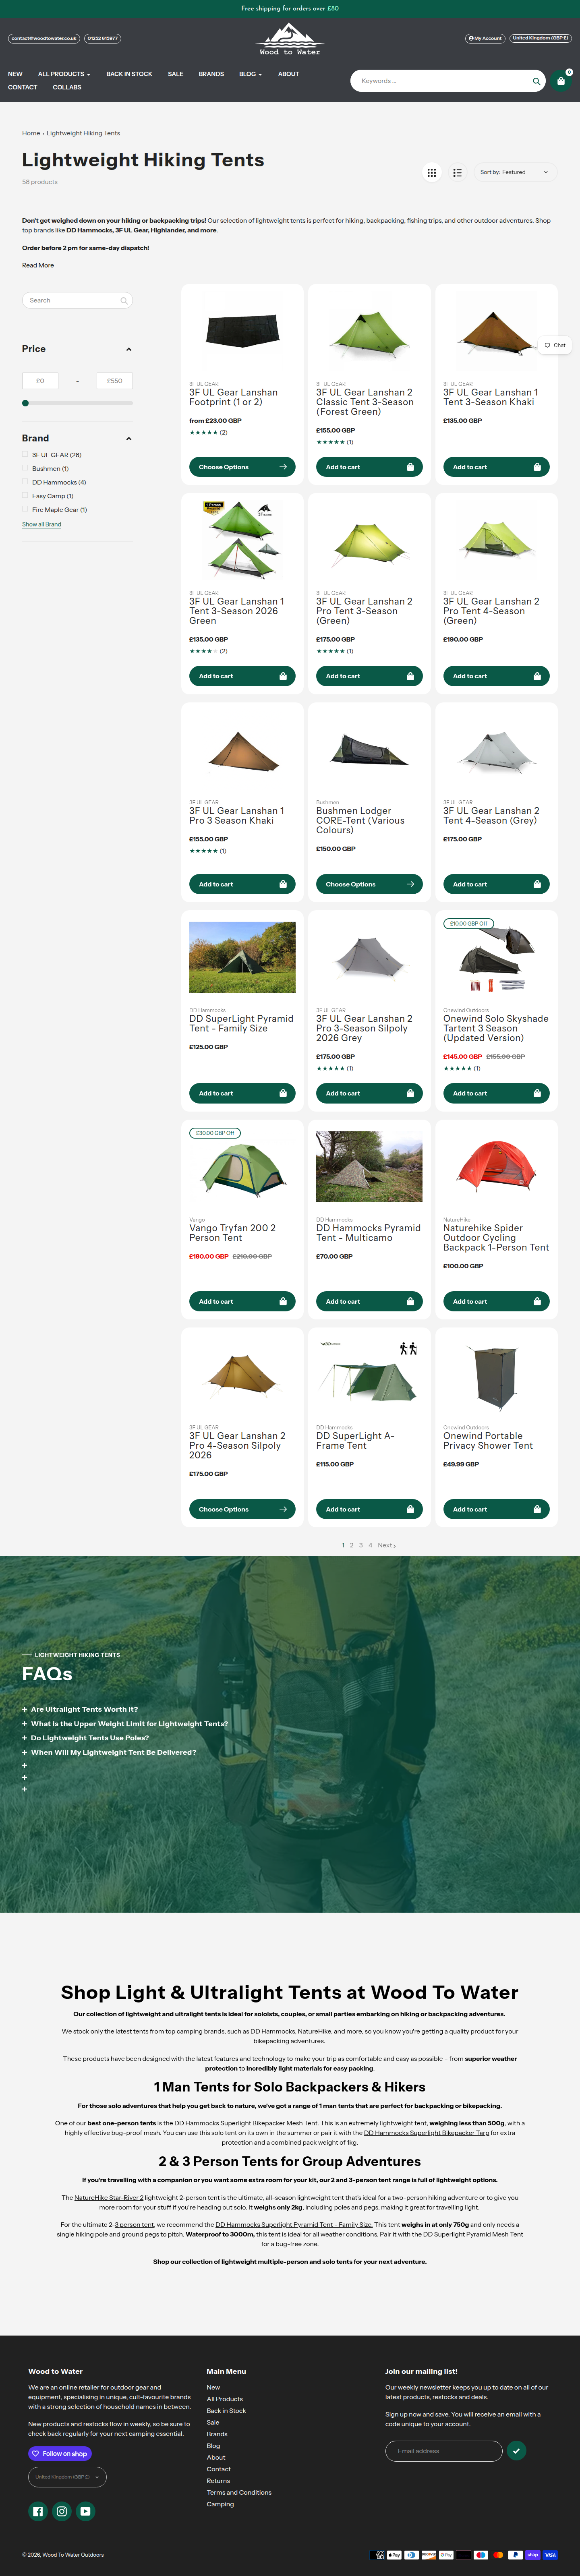 Free shipping for orders over £80
contact@woodtowater.co.uk
01252 615977
Wood to Water
My Account
United Kingdom (GBP £)
NEW
ALL PRODUCTS
BACK IN STOCK
SALE
BRANDS
BLOG
ABOUT
CONTACT
COLLABS
Keywords ...
0
Home › Lightweight Hiking Tents
Lightweight Hiking Tents
58 products
Sort by: Featured
Don't get weighed down on your hiking or backpacking trips! Our selection of lightweight tents is perfect for hiking, backpacking, fishing trips, and other outdoor adventures. Shop
top brands like DD Hammocks, 3F UL Gear, Highlander, and more.
Order before 2 pm for same-day dispatch!
Read More
Search
Price
£0
-
£550
Brand
3F UL GEAR (28)
Bushmen (1)
DD Hammocks (4)
Easy Camp (1)
Fire Maple Gear (1)
Show all Brand
3F UL GEAR
3F UL Gear Lanshan
Footprint (1 or 2)
from £23.00 GBP
★★★★★ (2)
Choose Options
3F UL GEAR
3F UL Gear Lanshan 2
Classic Tent 3-Season
(Forest Green)
£155.00 GBP
★★★★★ (1)
Add to cart
3F UL GEAR
3F UL Gear Lanshan 1
Tent 3-Season Khaki
£135.00 GBP
Add to cart
Chat
3F UL GEAR
3F UL Gear Lanshan 1
Tent 3-Season 2026
Green
£135.00 GBP
★★★★★ (2)
Add to cart
3F UL GEAR
3F UL Gear Lanshan 2
Pro Tent 3-Season
(Green)
£175.00 GBP
★★★★★ (1)
Add to cart
3F UL GEAR
3F UL Gear Lanshan 2
Pro Tent 4-Season
(Green)
£190.00 GBP
Add to cart
3F UL GEAR
3F UL Gear Lanshan 1
Pro 3 Season Khaki
£155.00 GBP
★★★★★ (1)
Add to cart
Bushmen
Bushmen Lodger
CORE-Tent (Various
Colours)
£150.00 GBP
Choose Options
3F UL GEAR
3F UL Gear Lanshan 2
Tent 4-Season (Grey)
£175.00 GBP
Add to cart
DD Hammocks
DD SuperLight Pyramid
Tent - Family Size
£125.00 GBP
Add to cart
3F UL GEAR
3F UL Gear Lanshan 2
Pro 3-Season Silpoly
2026 Grey
£175.00 GBP
★★★★★ (1)
Add to cart
£10.00 GBP Off
Onewind Outdoors
Onewind Solo Skyshade
Tartent 3 Season
(Updated Version)
£145.00 GBP £155.00 GBP
★★★★★ (1)
Add to cart
£30.00 GBP Off
Vango
Vango Tryfan 200 2
Person Tent
£180.00 GBP £210.00 GBP
Add to cart
DD Hammocks
DD Hammocks Pyramid
Tent - Multicamo
£70.00 GBP
Add to cart
NatureHike
Naturehike Spider
Outdoor Cycling
Backpack 1-Person Tent
£100.00 GBP
Add to cart
3F UL GEAR
3F UL Gear Lanshan 2
Pro 4-Season Silpoly
2026
£175.00 GBP
Choose Options
DD Hammocks
DD SuperLight A-
Frame Tent
£115.00 GBP
Add to cart
Onewind Outdoors
Onewind Portable
Privacy Shower Tent
£49.99 GBP
Add to cart
1 2 3 4 Next ›
LIGHTWEIGHT HIKING TENTS
FAQs
+ Are Ultralight Tents Worth It?
+ What Is the Upper Weight Limit for Lightweight Tents?
+ Do Lightweight Tents Use Poles?
+ When Will My Lightweight Tent Be Delivered?
+
+
+
Shop Light & Ultralight Tents at Wood To Water
Our collection of lightweight and ultralight tents is ideal for soloists, couples, or small parties embarking on hiking or backpacking adventures.
We stock only the latest tents from top camping brands, such as DD Hammocks, NatureHike, and more, so you know you're getting a quality product for your
bikepacking adventures.
These products have been designed with the latest features and technology to make your trip as comfortable and easy as possible – from superior weather
protection to incredibly light materials for easy packing.
1 Man Tents for Solo Backpackers & Hikers
For those solo adventures that help you get back to nature, we've got a range of 1 man tents that are perfect for backpacking or bikepacking.
One of our best one-person tents is the DD Hammocks Superlight Bikepacker Mesh Tent. This is an extremely lightweight tent, weighing less than 500g, with a
highly effective bug-proof mesh. You can use this solo tent on its own in the summer or pair it with the DD Hammocks Superlight Bikepacker Tarp for extra
protection and a combined pack weight of 1kg.
2 & 3 Person Tents for Group Adventures
If you're travelling with a companion or you want some extra room for your kit, our 2 and 3-person tent range is full of lightweight options.
The NatureHike Star-River 2 lightweight 2-person tent is the ultimate, all-season lightweight tent that's ideal for a two-person hiking adventure or to give you
more room for your stuff if you're heading out solo. It weighs only 2kg, including poles and pegs, making it great for travelling light.
For the ultimate 2-3 person tent, we recommend the DD Hammocks Superlight Pyramid Tent - Family Size. This tent weighs in at only 750g and only needs a
single hiking pole and ground pegs to pitch. Waterproof to 3000m, this tent is ideal for all weather conditions. Pair it with the DD Superlight Pyramid Mesh Tent
for a bug-free zone.
Shop our collection of lightweight multiple-person and solo tents for your next adventure.
Wood to Water
We are an online retailer for outdoor gear and
equipment, specialising in unique, cult-favourite brands
with a strong selection of household names in between.
New products and restocks flow in weekly, so be sure to
check back regularly for your next camping essential.
Follow on shop
United Kingdom (GBP £)
Main Menu
New
All Products
Back in Stock
Sale
Brands
Blog
About
Contact
Returns
Terms and Conditions
Camping
Join our mailing list!
Our weekly newsletter keeps you up to date on all of our
latest products, restocks and deals.
Sign up now and save. You will receive an email with a
code unique to your account.
Email address
© 2026, Wood To Water Outdoors